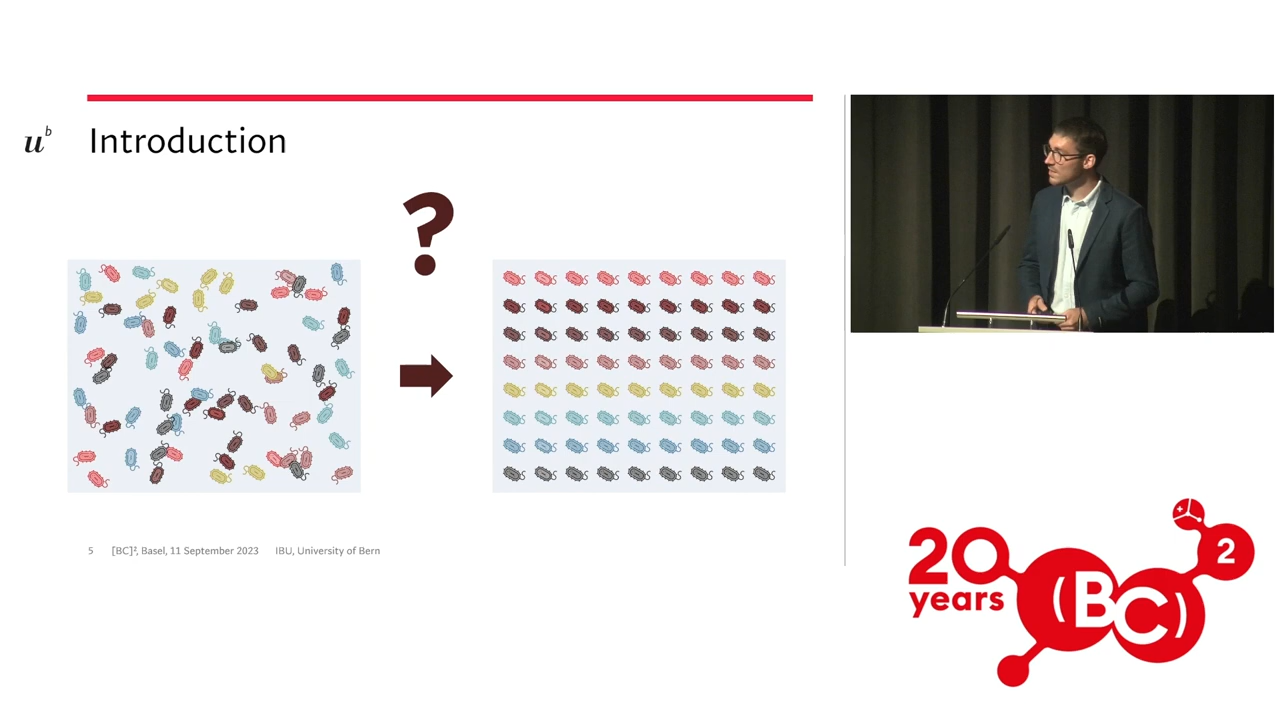 u^b
Introduction
?
5 [BC]², Basel, 11 September 2023 IBU, University of Bern
20
years
(BC)
2